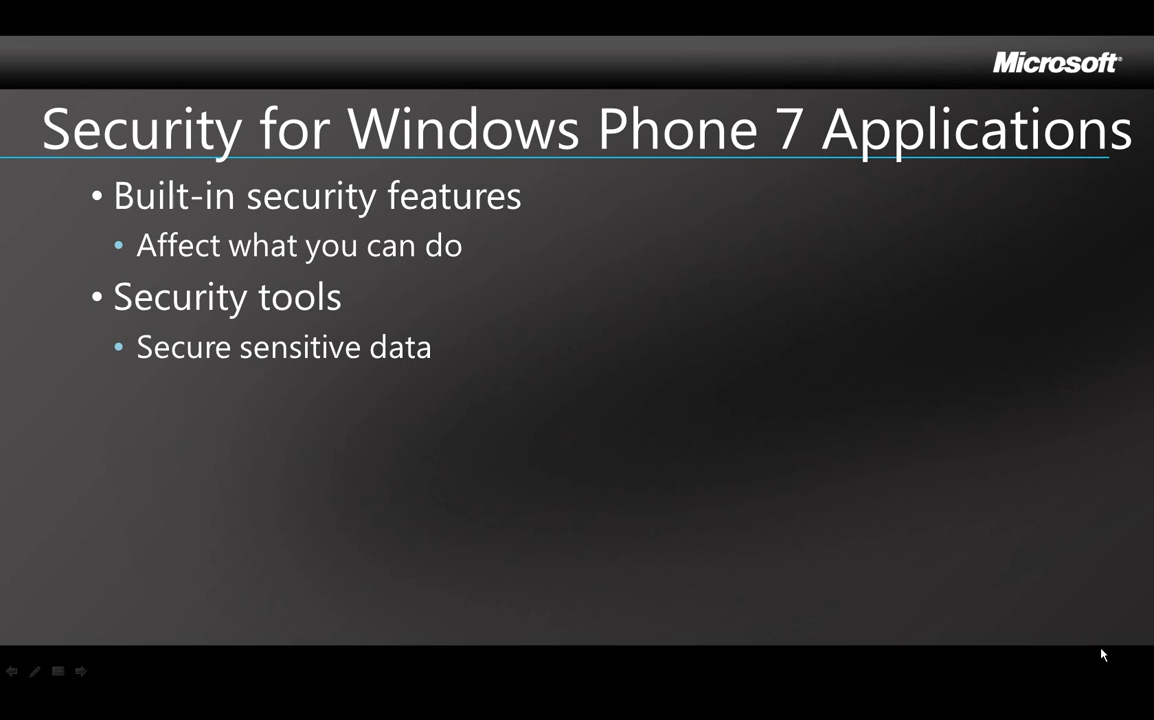 Microsoft®
Security for Windows Phone 7 Applications
• Built-in security features
• Affect what you can do
• Security tools
• Secure sensitive data